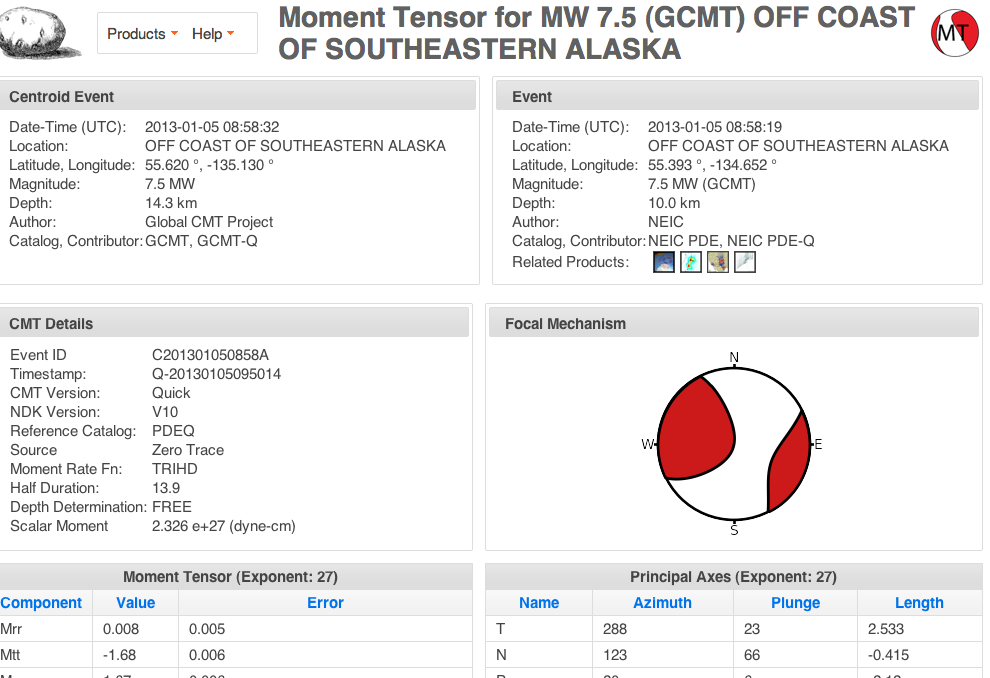 Products Help
Moment Tensor for MW 7.5 (GCMT) OFF COAST
OF SOUTHEASTERN ALASKA
MT
Centroid Event
Date-Time (UTC): 2013-01-05 08:58:32
Location: OFF COAST OF SOUTHEASTERN ALASKA
Latitude, Longitude: 55.620 °, -135.130 °
Magnitude: 7.5 MW
Depth: 14.3 km
Author: Global CMT Project
Catalog, Contributor: GCMT, GCMT-Q
Event
Date-Time (UTC): 2013-01-05 08:58:19
Location: OFF COAST OF SOUTHEASTERN ALASKA
Latitude, Longitude: 55.393 °, -134.652 °
Magnitude: 7.5 MW (GCMT)
Depth: 10.0 km
Author: NEIC
Catalog, Contributor: NEIC PDE, NEIC PDE-Q
Related Products:
CMT Details
Event ID C201301050858A
Timestamp: Q-20130105095014
CMT Version: Quick
NDK Version: V10
Reference Catalog: PDEQ
Source Zero Trace
Moment Rate Fn: TRIHD
Half Duration: 13.9
Depth Determination: FREE
Scalar Moment 2.326 e+27 (dyne-cm)
Focal Mechanism
N
W
E
S
Moment Tensor (Exponent: 27)
Component Value Error
Mrr 0.008 0.005
Mtt -1.68 0.006
Principal Axes (Exponent: 27)
Name Azimuth Plunge Length
T 288 23 2.533
N 123 66 -0.415